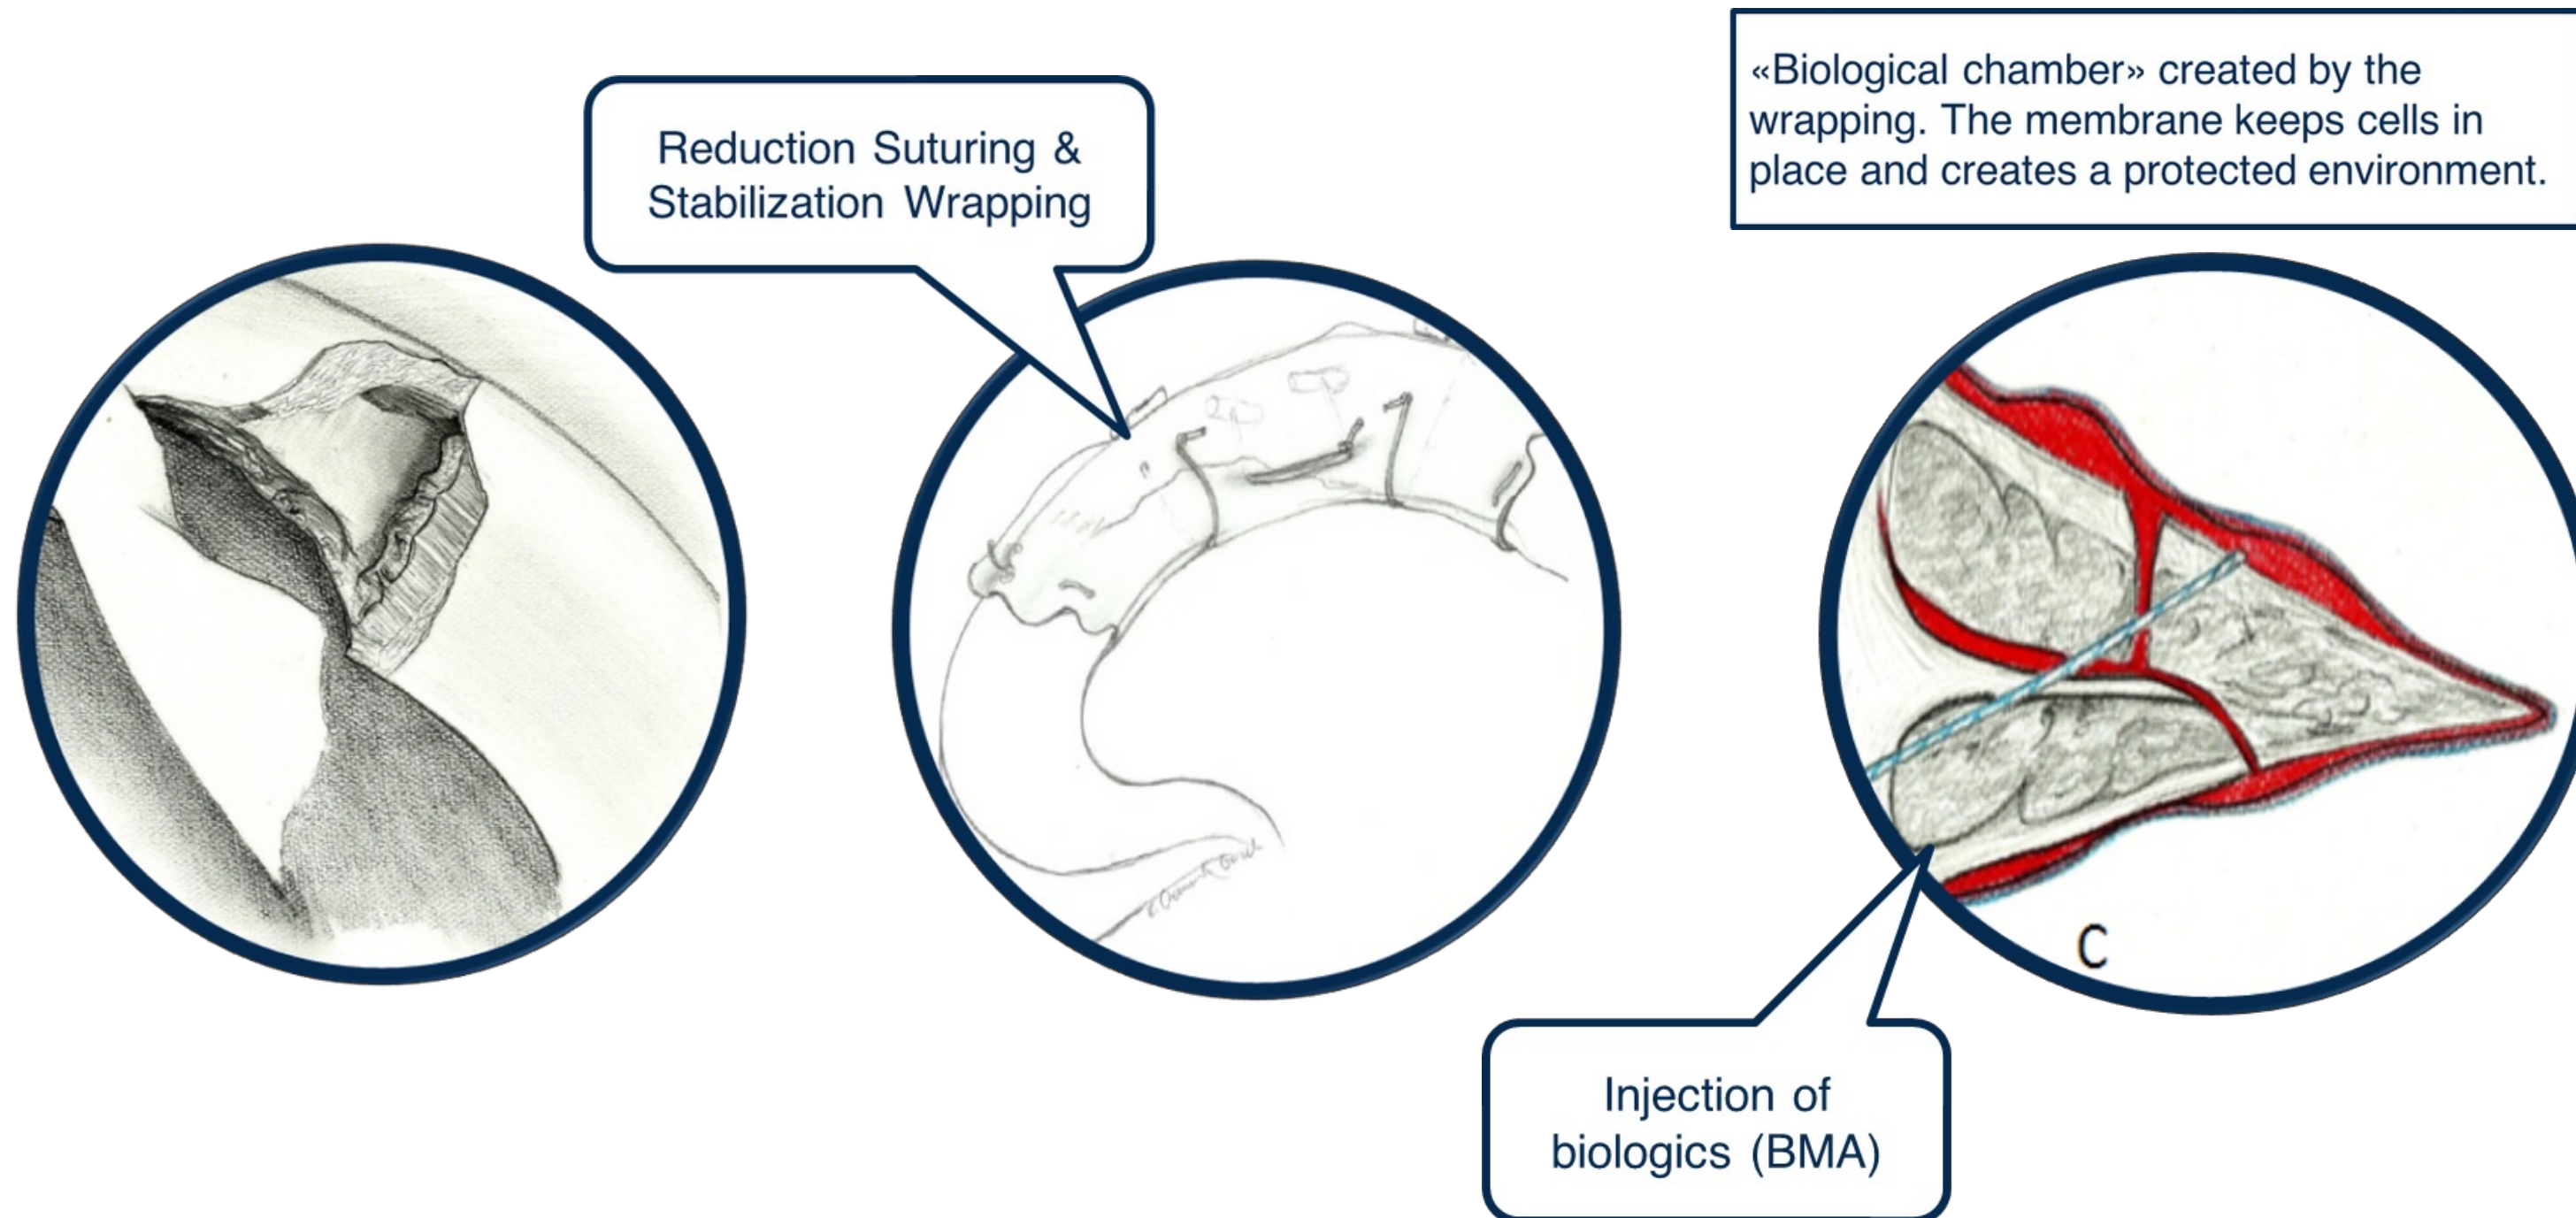 Reduction Suturing &
Stabilization Wrapping
«Biological chamber» created by the
wrapping. The membrane keeps cells in
place and creates a protected environment.
C
Injection of
biologics (BMA)